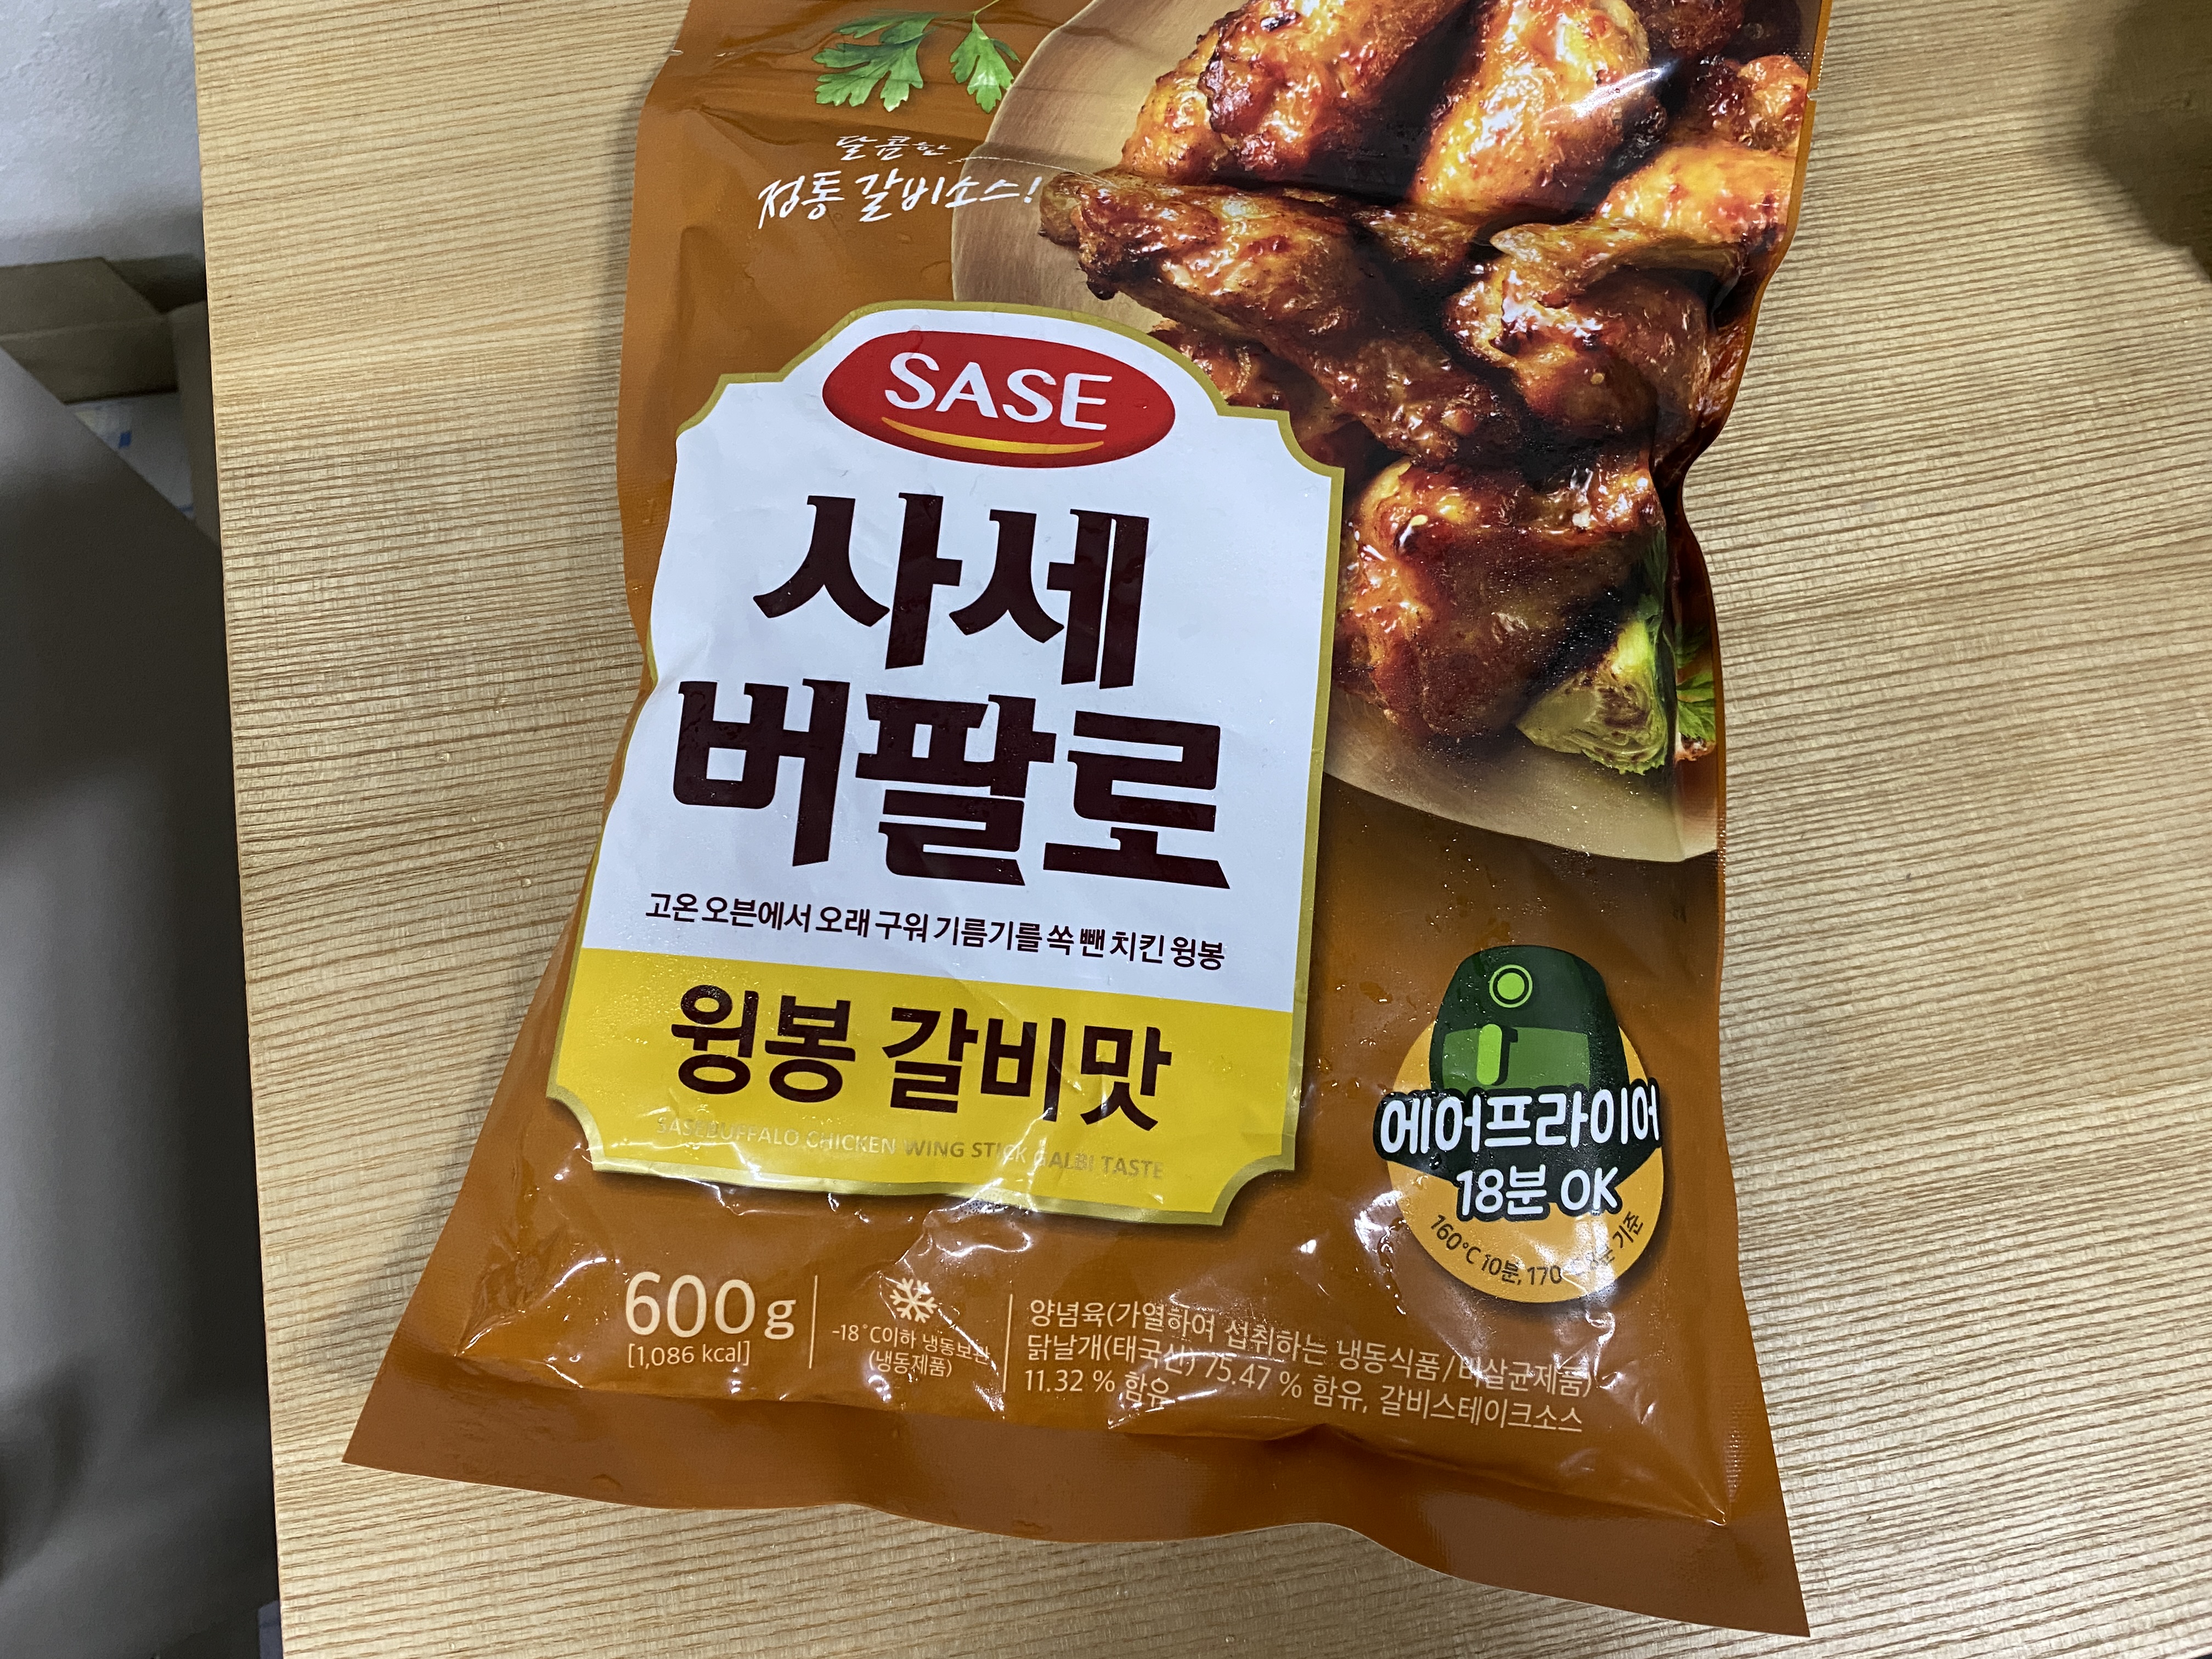 달콤한
정통 갈비소스!
SASE
사세
버팔로
고온 오븐에서 오래 구워 기름기를 쏙 뺀 치킨 윙봉
윙봉 갈비맛
SASE BUFFALO CHICKEN WING STICK GALBI TASTE
에어프라이어
18분 OK
160°C 10분, 170 기준
600g
[1,086 kcal]
-18°C이하 냉동보관
(냉동제품)
양념육(가열하여 섭취하는 냉동식품/비살균제품)
닭날개(태국산) 75.47 % 함유, 갈비스테이크소스
11.32 % 함유